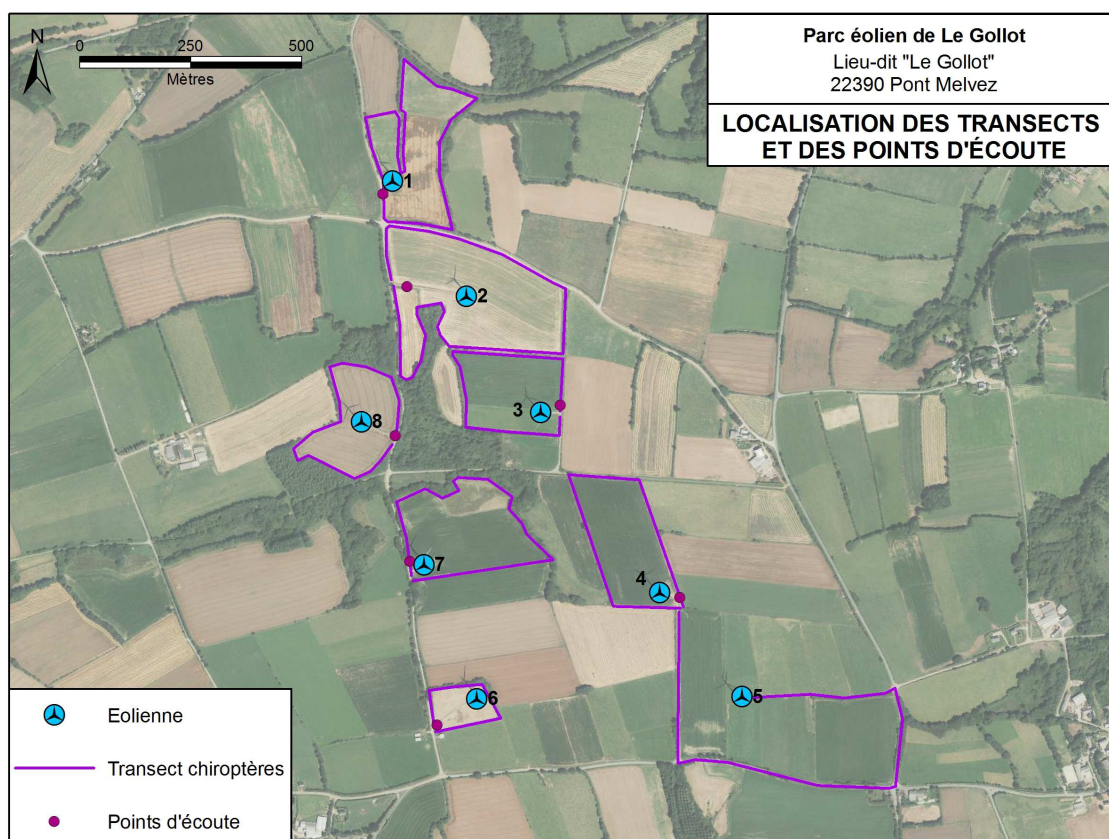 N
0 250 500
Mètres
Parc éolien de Le Gollot
Lieu-dit "Le Gollot"
22390 Pont Melvez
LOCALISATION DES TRANSECTS
ET DES POINTS D'ÉCOUTE
1
2
3
8
7
4
6
5
Eolienne
Transect chiroptères
Points d'écoute